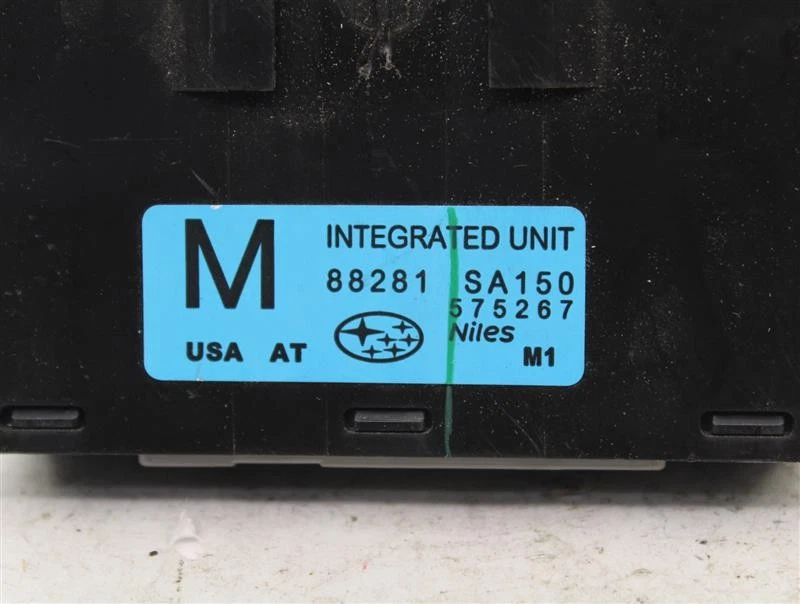 M
INTEGRATED UNIT
88281 SA150
575267
Niles
USA AT
M1